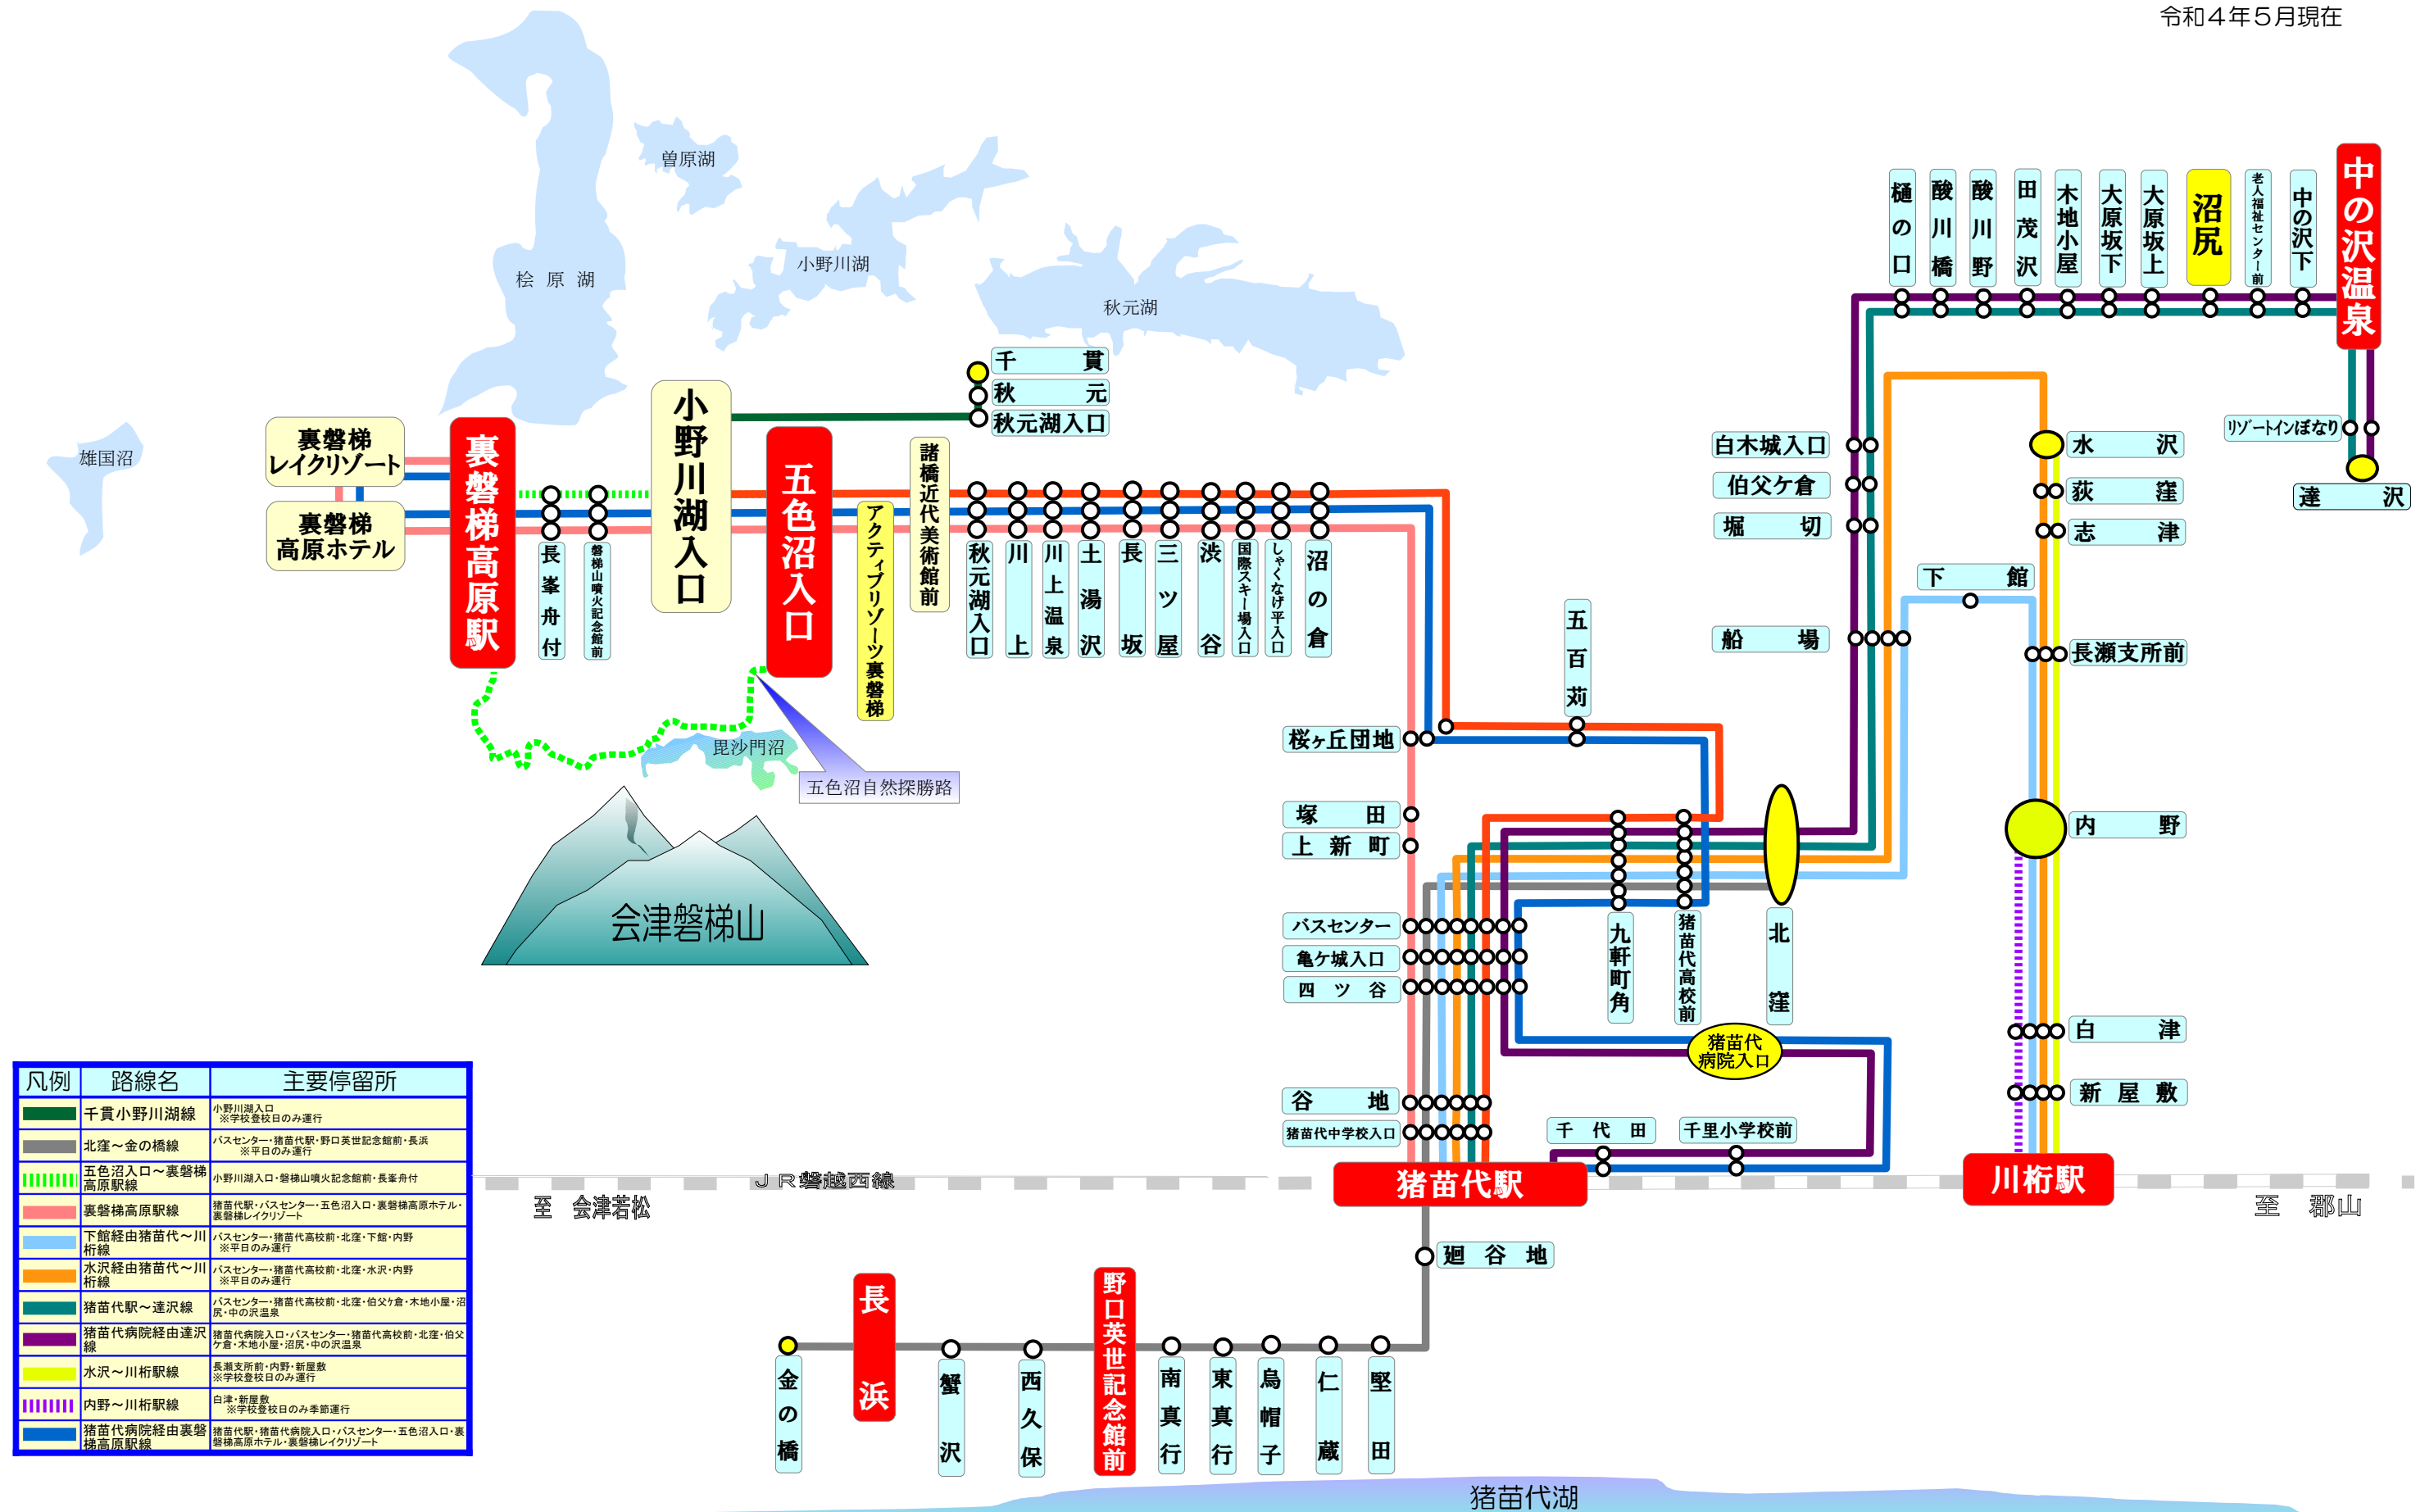 令和４年５月現在
曽原湖
桧原湖
小野川湖
秋元湖
雄国沼
毘沙門沼
五色沼自然探勝路
会津磐梯山
千貫
秋元
秋元湖入口
裏磐梯
レイクリゾート
裏磐梯
高原ホテル
裏磐梯高原駅
長峯舟付
磐梯山噴火記念館前
小野川湖入口
五色沼入口
アクティブリゾーツ裏磐梯
諸橋近代美術館前
秋元湖入口
川上
川上温泉
土湯沢
長坂
三ツ屋
渋谷
国際スキー場入口
しゃくなげ平入口
沼の倉
五百苅
桜ヶ丘団地
塚田
上新町
バスセンター
亀ケ城入口
四ツ谷
谷地
猪苗代中学校入口
九軒町角
猪苗代高校前
北窪
猪苗代
病院入口
千代田
千里小学校前
猪苗代駅
川桁駅
樋の口
酸川橋
酸川野
田茂沢
木地小屋
大原坂下
大原坂上
沼尻
老人福祉センター前
中の沢下
中の沢温泉
リゾートインぼなり
達沢
白木城入口
伯父ケ倉
堀切
船場
下館
水沢
荻窪
志津
長瀬支所前
内野
白津
新屋敷
ＪＲ磐越西線
至　会津若松
至　郡山
廻谷地
金の橋
長浜
蟹沢
西久保
野口英世記念館前
南真行
東真行
烏帽子
仁蔵
堅田
猪苗代湖
凡例 路線名 主要停留所
千貫小野川湖線 小野川湖入口
※学校登校日のみ運行
北窪～金の橋線 バスセンター・猪苗代駅・野口英世記念館前・長浜
※平日のみ運行
五色沼入口～裏磐梯
高原駅線 小野川湖入口・磐梯山噴火記念館前・長峯舟付
裏磐梯高原駅線 猪苗代駅・バスセンター・五色沼入口・裏磐梯高原ホテル・
裏磐梯レイクリゾート
下館経由猪苗代～川
桁線 バスセンター・猪苗代高校前・北窪・下館・内野
※平日のみ運行
水沢経由猪苗代～川
桁線 バスセンター・猪苗代高校前・北窪・水沢・内野
※平日のみ運行
猪苗代駅～達沢線 バスセンター・猪苗代高校前・北窪・伯父ケ倉・木地小屋・沼
尻・中の沢温泉
猪苗代病院経由達沢
線 猪苗代病院入口・バスセンター・猪苗代高校前・北窪・伯父
ケ倉・木地小屋・沼尻・中の沢温泉
水沢～川桁駅線 長瀬支所前・内野・新屋敷
※学校登校日のみ運行
内野～川桁駅線 白津・新屋敷
※学校登校日のみ季節運行
猪苗代病院経由裏磐
梯高原駅線 猪苗代駅・猪苗代病院入口・バスセンター・五色沼入口・裏
磐梯高原ホテル・裏磐梯レイクリゾート